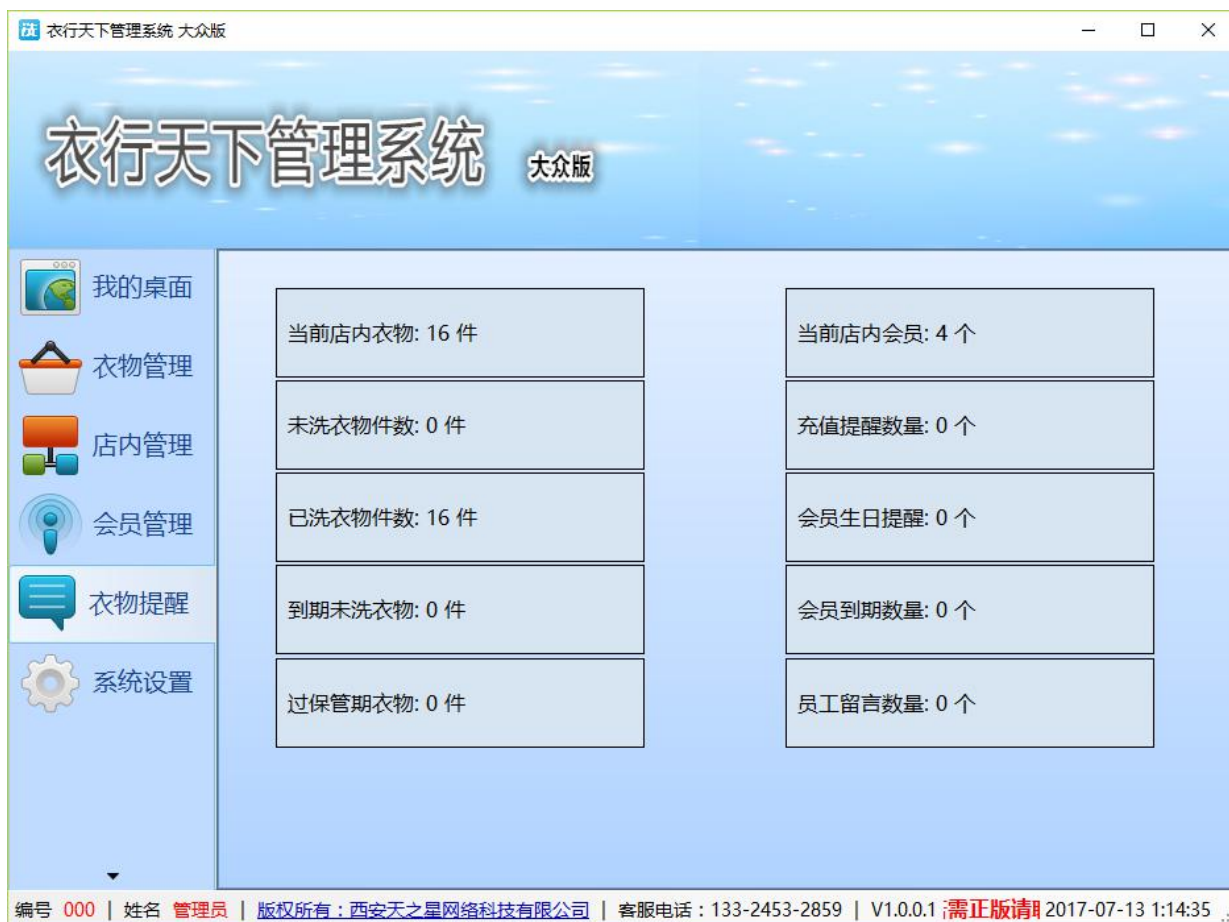 洗 衣行天下管理系统 大众版
衣行天下管理系统 大众版
我的桌面
衣物管理
店内管理
会员管理
衣物提醒
系统设置
当前店内衣物: 16 件
未洗衣物件数: 0 件
已洗衣物件数: 16 件
到期未洗衣物: 0 件
过保管期衣物: 0 件
当前店内会员: 4 个
充值提醒数量: 0 个
会员生日提醒: 0 个
会员到期数量: 0 个
员工留言数量: 0 个
编号 000 | 姓名 管理员 | 版权所有：西安天之星网络科技有限公司 | 客服电话：133-2453-2859 | V1.0.0.1 需正版请 2017-07-13 1:14:35